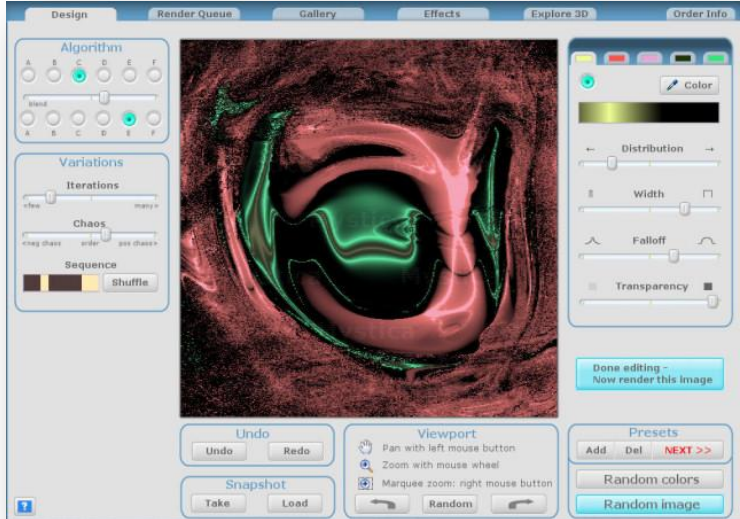 Design
Render Queue
Gallery
Effects
Explore 3D
Order Info
Algorithm
A B C D E F
blend
A B C D E F
Variations
Iterations
<few many>
Chaos
<neg chaos order pos chaos>
Sequence
Shuffle
Color
← Distribution →
Width
Falloff
Transparency
Done editing –
Now render this image
Undo
Undo Redo
Snapshot
Take Load
Viewport
Pan with left mouse button
Zoom with mouse wheel
Marquee zoom: right mouse button
Random
Presets
Add Del NEXT >>
Random colors
Random image
?